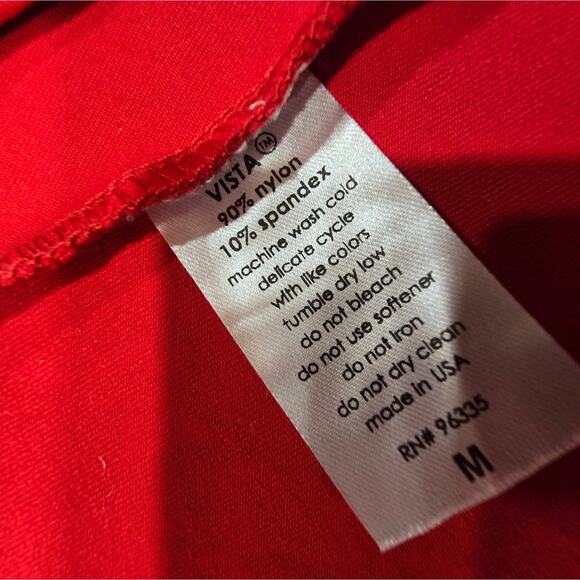 VISTA™
90% nylon
10% spandex
machine wash cold
delicate cycle
with like colors
tumble dry low
do not bleach
do not use softener
do not iron
do not dry clean
made in USA
RN# 96335
M